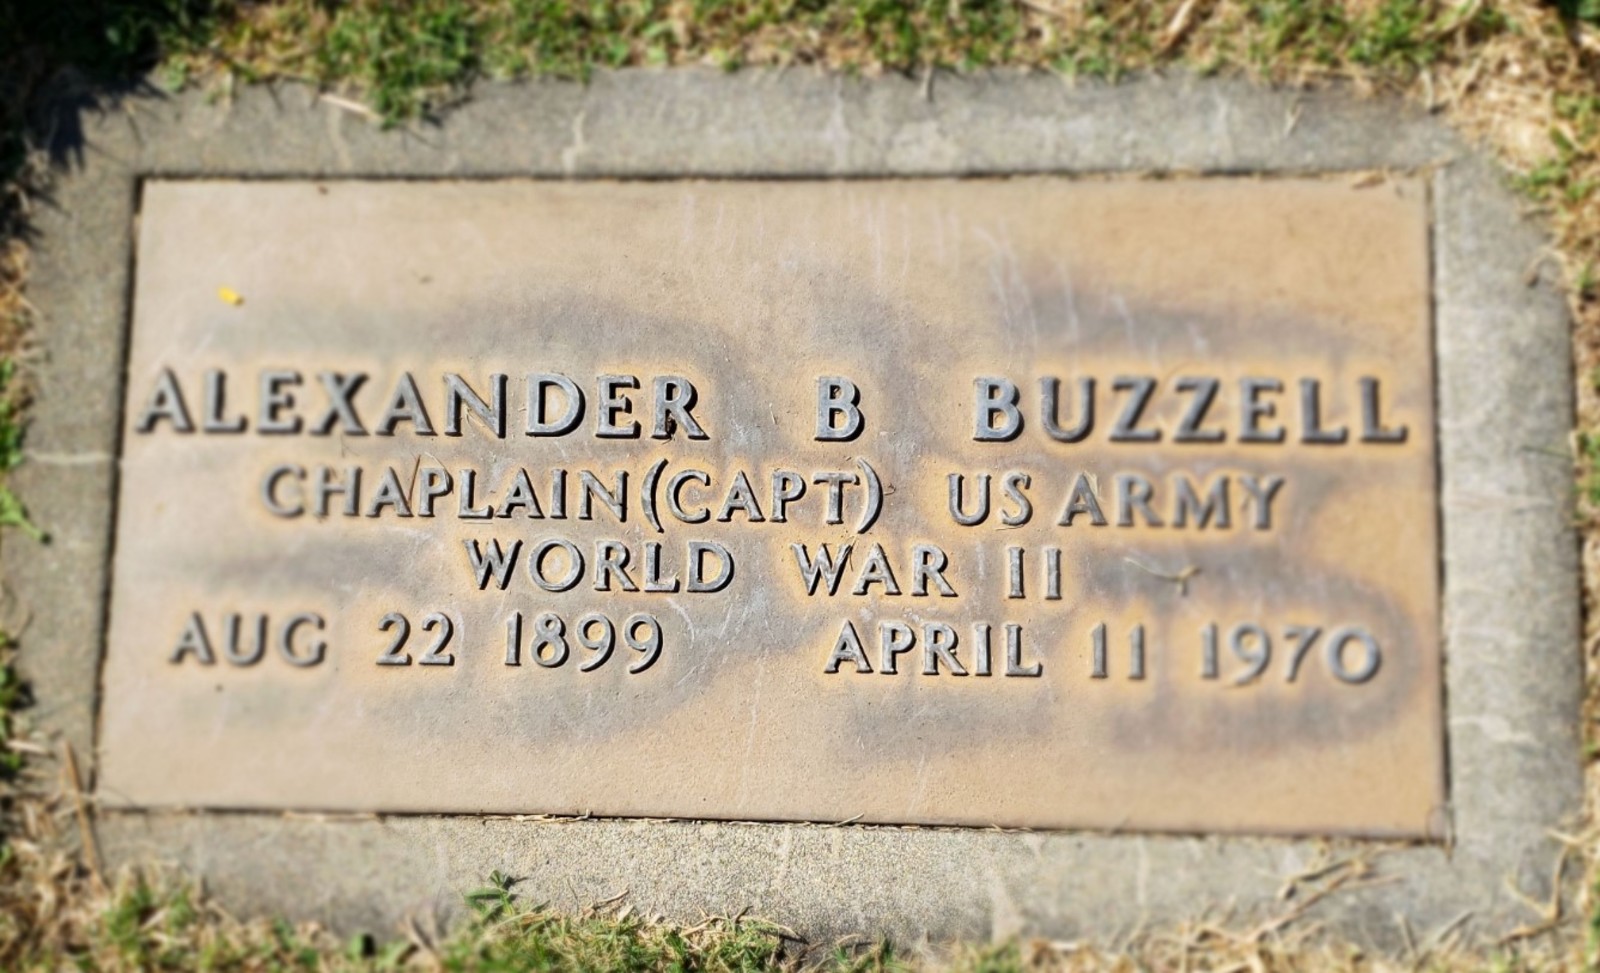 ALEXANDER B BUZZELL
CHAPLAIN (CAPT) US ARMY
WORLD WAR II
AUG 22 1899 APRIL 11 1970